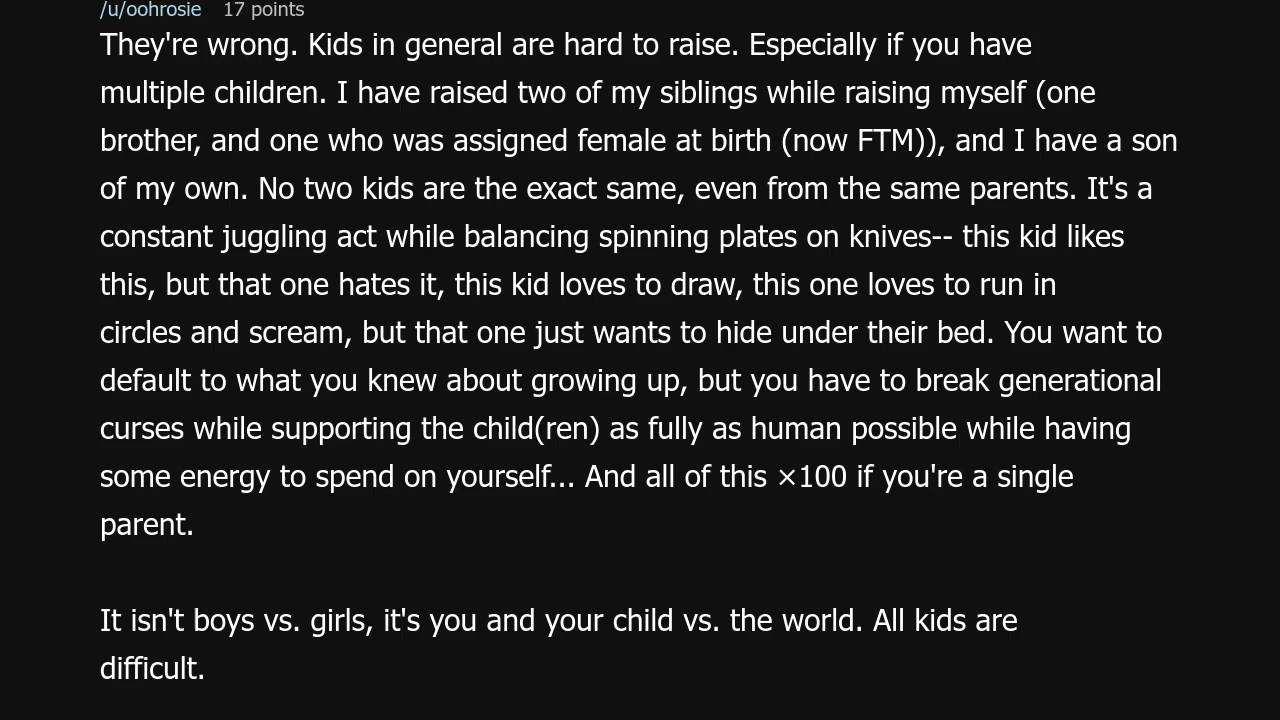 /u/oohrosie 17 points
They're wrong. Kids in general are hard to raise. Especially if you have
multiple children. I have raised two of my siblings while raising myself (one
brother, and one who was assigned female at birth (now FTM)), and I have a son
of my own. No two kids are the exact same, even from the same parents. It's a
constant juggling act while balancing spinning plates on knives-- this kid likes
this, but that one hates it, this kid loves to draw, this one loves to run in
circles and scream, but that one just wants to hide under their bed. You want to
default to what you knew about growing up, but you have to break generational
curses while supporting the child(ren) as fully as human possible while having
some energy to spend on yourself... And all of this ×100 if you're a single
parent.
It isn't boys vs. girls, it's you and your child vs. the world. All kids are
difficult.